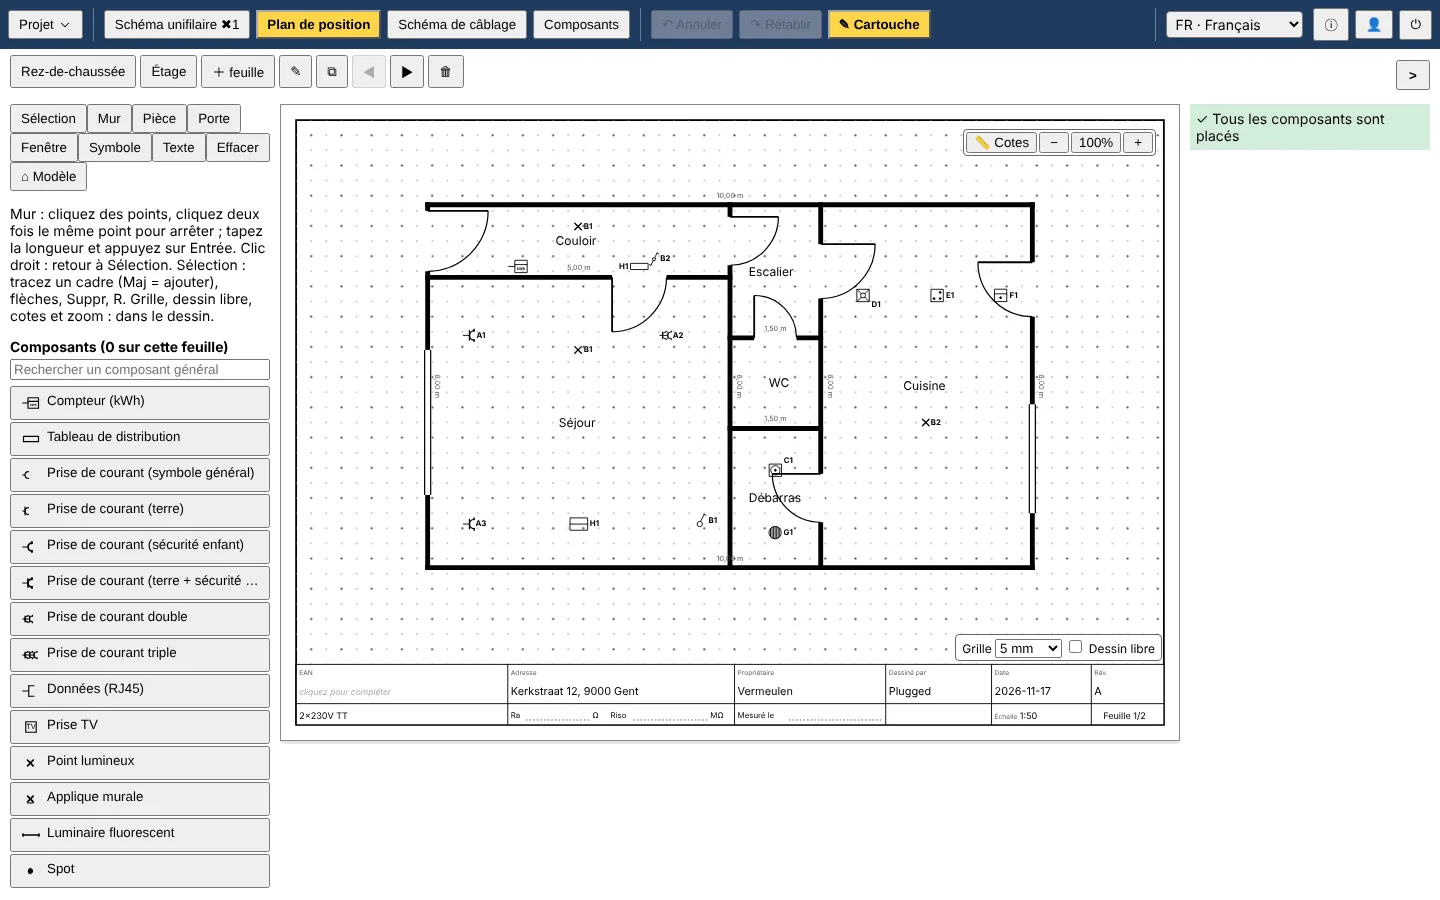 Projet
Schéma unifilaire ✖1
Plan de position
Schéma de câblage
Composants
↶ Annuler
↷ Rétablir
✎ Cartouche
FR · Français
Rez-de-chaussée
Étage
＋ feuille
>
Sélection
Mur
Pièce
Porte
Fenêtre
Symbole
Texte
Effacer
⌂ Modèle
Mur : cliquez des points, cliquez deux
fois le même point pour arrêter ; tapez
la longueur et appuyez sur Entrée. Clic
droit : retour à Sélection. Sélection :
tracez un cadre (Maj = ajouter),
flèches, Suppr, R. Grille, dessin libre,
cotes et zoom : dans le dessin.
Composants (0 sur cette feuille)
Rechercher un composant général
Compteur (kWh)
Tableau de distribution
Prise de courant (symbole général)
Prise de courant (terre)
Prise de courant (sécurité enfant)
Prise de courant (terre + sécurité ...
Prise de courant double
Prise de courant triple
Données (RJ45)
Prise TV
Point lumineux
Applique murale
Luminaire fluorescent
Spot
📏 Cotes
−
100%
+
10,00 m
B1
Couloir
5,00 m
H1
B2
Escalier
D1
E1
F1
A1
A2
B1
1,50 m
6,00 m
6,00 m
6,00 m
6,00 m
WC
Cuisine
Séjour
1,50 m
B2
C1
Débarras
A3
H1
B1
G1
10,00 m
Grille
5 mm
Dessin libre
EAN
cliquez pour compléter
Adresse
Kerkstraat 12, 9000 Gent
Propriétaire
Vermeulen
Dessiné par
Plugged
Date
2026-11-17
Rév.
A
2×230V TT
Ra
Ω
Riso
MΩ
Mesuré le
Échelle 1:50
Feuille 1/2
✓ Tous les composants sont
placés